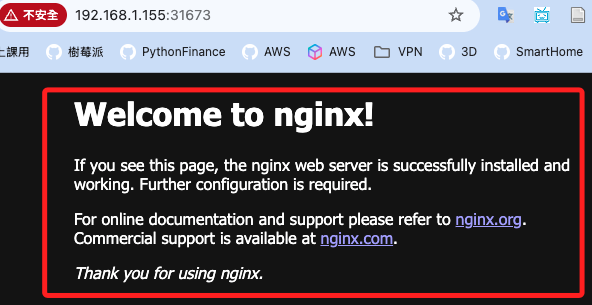 不安全 192.168.1.155:31673
上課用 樹莓派 PythonFinance AWS AWS VPN 3D SmartHome
Welcome to nginx!
If you see this page, the nginx web server is successfully installed and
working. Further configuration is required.
For online documentation and support please refer to nginx.org.
Commercial support is available at nginx.com.
Thank you for using nginx.